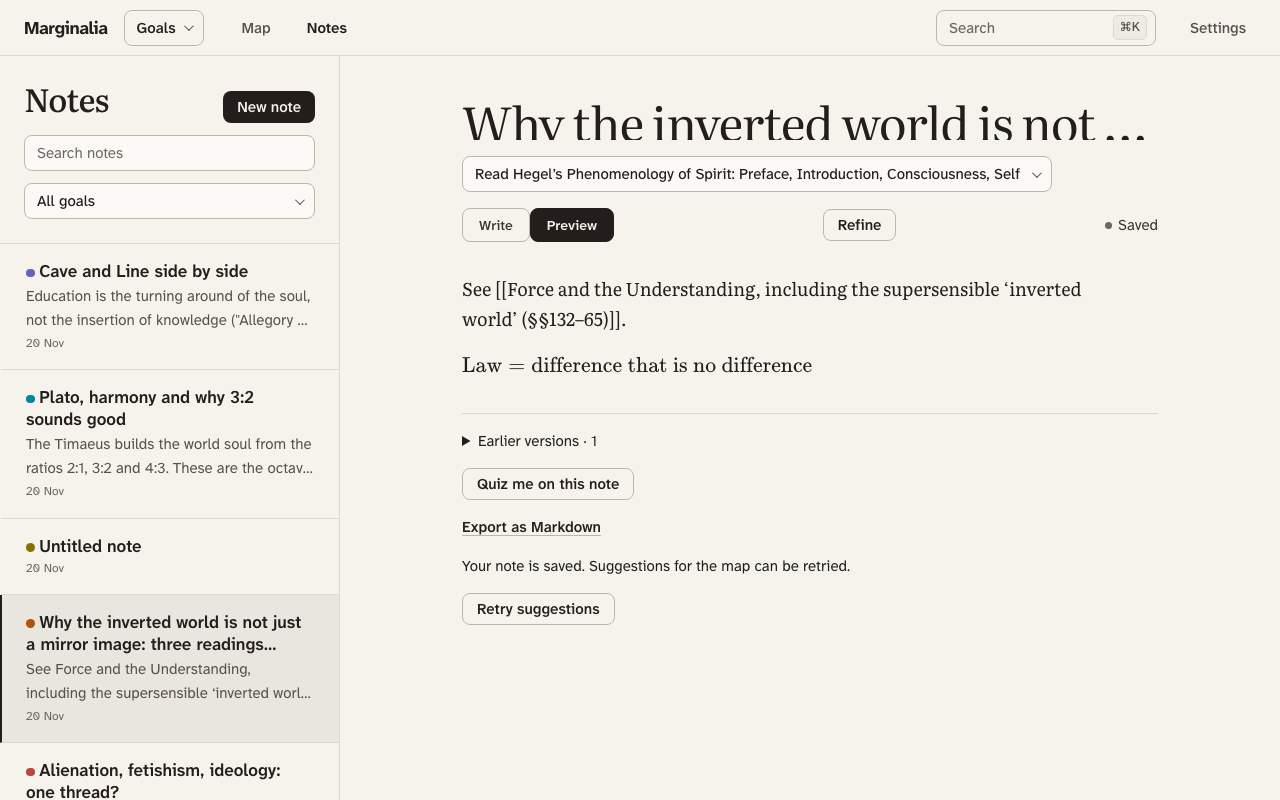 Marginalia
Goals
Map
Notes
Search
⌘K
Settings
Notes
New note
Search notes
All goals
Cave and Line side by side
Education is the turning around of the soul,
not the insertion of knowledge ("Allegory ...
20 Nov
Plato, harmony and why 3:2
sounds good
The Timaeus builds the world soul from the
ratios 2:1, 3:2 and 4:3. These are the octav...
20 Nov
Untitled note
20 Nov
Why the inverted world is not just
a mirror image: three readings...
See Force and the Understanding,
including the supersensible ‘inverted worl...
20 Nov
Alienation, fetishism, ideology:
one thread?
Why the inverted world is not ...
Read Hegel’s Phenomenology of Spirit: Preface, Introduction, Consciousness, Self
Write
Preview
Refine
Saved
See [[Force and the Understanding, including the supersensible ‘inverted
world’ (§§132–65)]].
Law = difference that is no difference
Earlier versions · 1
Quiz me on this note
Export as Markdown
Your note is saved. Suggestions for the map can be retried.
Retry suggestions